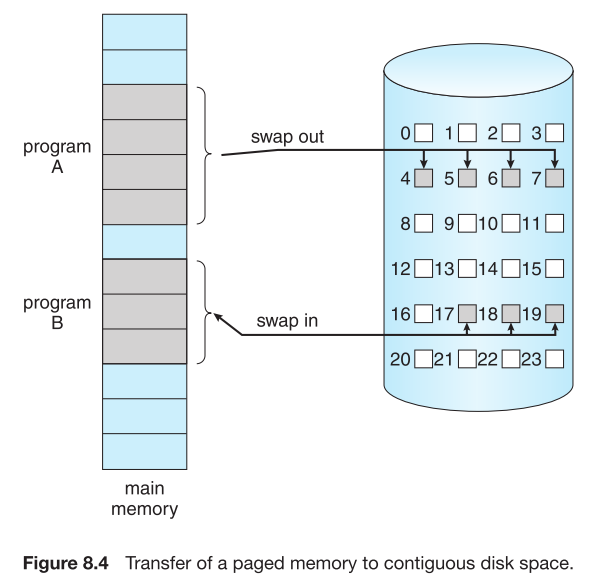 program
A
program
B
main
memory
swap out
swap in
0 1 2 3
4 5 6 7
8 9 10 11
12 13 14 15
16 17 18 19
20 21 22 23
Figure 8.4 Transfer of a paged memory to contiguous disk space.